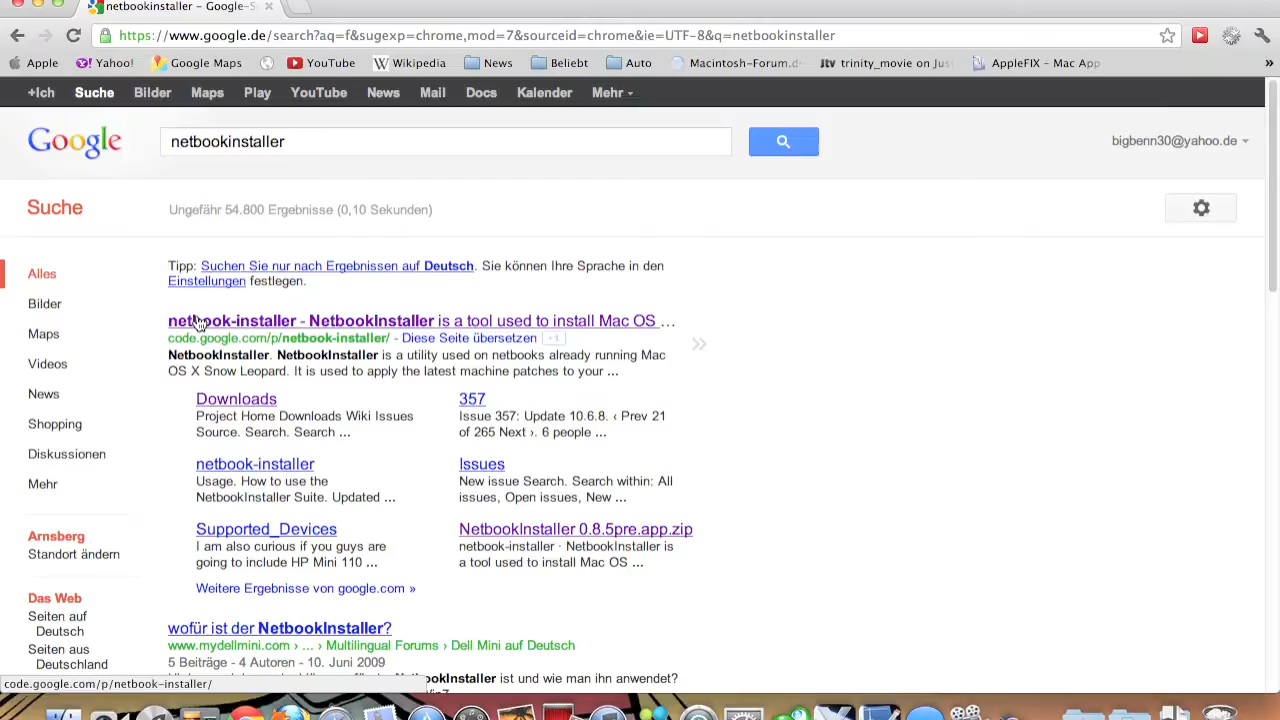 netbookinstaller – Google-S
https://www.google.de/search?aq=f&sugexp=chrome,mod=7&sourceid=chrome&ie=UTF-8&q=netbookinstaller
Apple Yahoo! Google Maps YouTube Wikipedia News Beliebt Auto Macintosh-Forum.d trinity_movie on Jus AppleFIX – Mac App »
+Ich Suche Bilder Maps Play YouTube News Mail Docs Kalender Mehr
Google netbookinstaller bigbenn30@yahoo.de
Suche Ungefähr 54.800 Ergebnisse (0,10 Sekunden)
Tipp: Suchen Sie nur nach Ergebnissen auf Deutsch. Sie können Ihre Sprache in den
Einstellungen festlegen.
Alles
Bilder
Maps
Videos
News
Shopping
Diskussionen
Mehr
Arnsberg
Standort ändern
Das Web
Seiten auf
Deutsch
Seiten aus
Deutschland
netbook-installer - NetbookInstaller is a tool used to install Mac OS ...
code.google.com/p/netbook-installer/ - Diese Seite übersetzen +1
NetbookInstaller. NetbookInstaller is a utility used on netbooks already running Mac
OS X Snow Leopard. It is used to apply the latest machine patches to your ...
Downloads
Project Home Downloads Wiki Issues
Source. Search. Search ...
357
Issue 357: Update 10.6.8. ‹ Prev 21
of 265 Next ›. 6 people ...
netbook-installer
Usage. How to use the
NetbookInstaller Suite. Updated ...
Issues
New issue Search. Search within: All
issues, Open issues, New ...
Supported_Devices
I am also curious if you guys are
going to include HP Mini 110 ...
NetbookInstaller 0.8.5pre.app.zip
netbook-installer · NetbookInstaller is
a tool used to install Mac OS ...
Weitere Ergebnisse von google.com »
wofür ist der NetbookInstaller?
www.mydellmini.com › ... › Multilingual Forums › Dell Mini auf Deutsch
5 Beiträge - 4 Autoren - 10. Juni 2009
NetbookInstaller ist und wie man ihn anwendet?
code.google.com/p/netbook-installer/